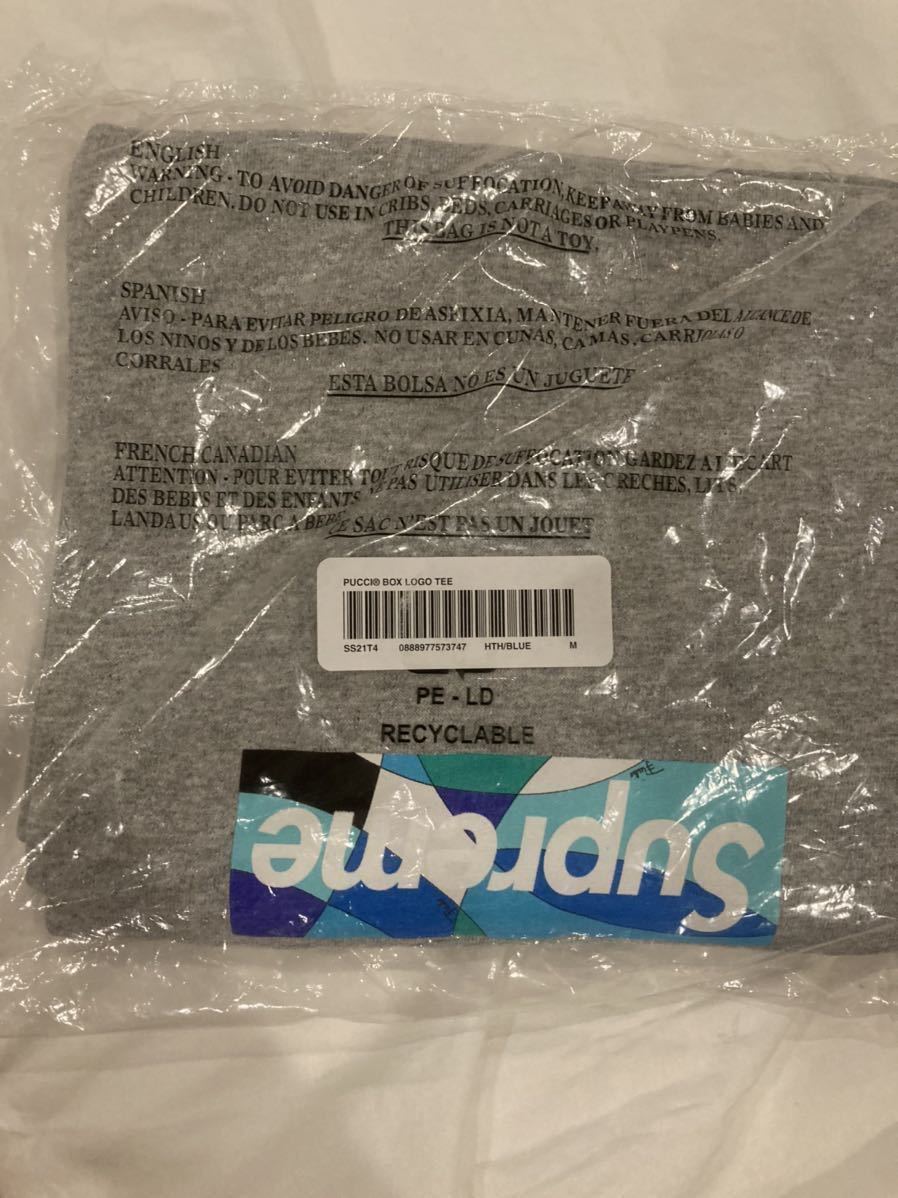 ENGLISH
WARNING - TO AVOID DANGER OF SUFFOCATION, KEEP AWAY FROM BABIES AND
CHILDREN. DO NOT USE IN CRIBS, BEDS, CARRIAGES OR PLAYPENS.
THIS BAG IS NOT A TOY.
SPANISH
AVISO - PARA EVITAR PELIGRO DE ASFIXIA, MANTENER FUERA DEL ALCANCE DE
LOS NINOS Y DE LOS BEBES. NO USAR EN CUNAS, CAMAS, CARRIOLAS O
CORRALES
ESTA BOLSA NO ES UN JUGUETE
FRENCH CANADIAN
ATTENTION - POUR EVITER TOUT RISQUE DE SUFFOCATION GARDEZ A L'ECART
DES BEBES ET DES ENFANTS NE PAS UTILISER DANS LES CRECHES, LITS,
LANDAUS OU PARC A BEBE CE SAC N'EST PAS UN JOUET
PUCCI® BOX LOGO TEE
SS21T4 0888977573747 HTH/BLUE M
PE - LD
RECYCLABLE
Supreme